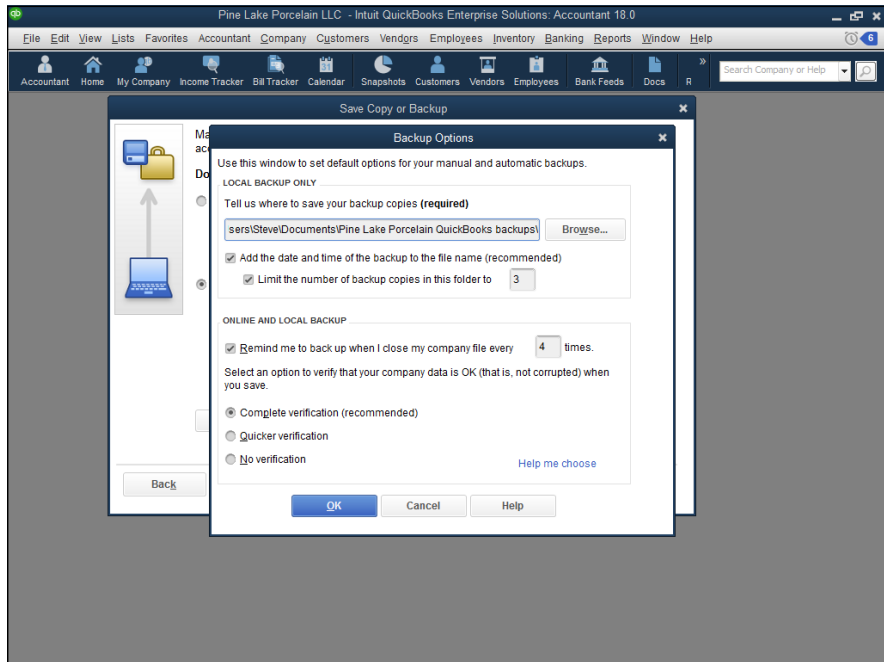 qb
Pine Lake Porcelain LLC - Intuit QuickBooks Enterprise Solutions: Accountant 18.0
File Edit View Lists Favorites Accountant Company Customers Vendors Employees Inventory Banking Reports Window Help
6
31
Accountant Home My Company Income Tracker Bill Tracker Calendar Snapshots Customers Vendors Employees Bank Feeds Docs R
»
Search Company or Help
Save Copy or Backup
Ma
acc
Do
Backup Options
Use this window to set default options for your manual and automatic backups.
LOCAL BACKUP ONLY
Tell us where to save your backup copies (required)
sers\Steve\Documents\Pine Lake Porcelain QuickBooks backups\ Browse...
Add the date and time of the backup to the file name (recommended)
Limit the number of backup copies in this folder to 3
ONLINE AND LOCAL BACKUP
Remind me to back up when I close my company file every 4 times.
Select an option to verify that your company data is OK (that is, not corrupted) when
you save.
Complete verification (recommended)
Quicker verification
No verification
Help me choose
Back
OK Cancel Help